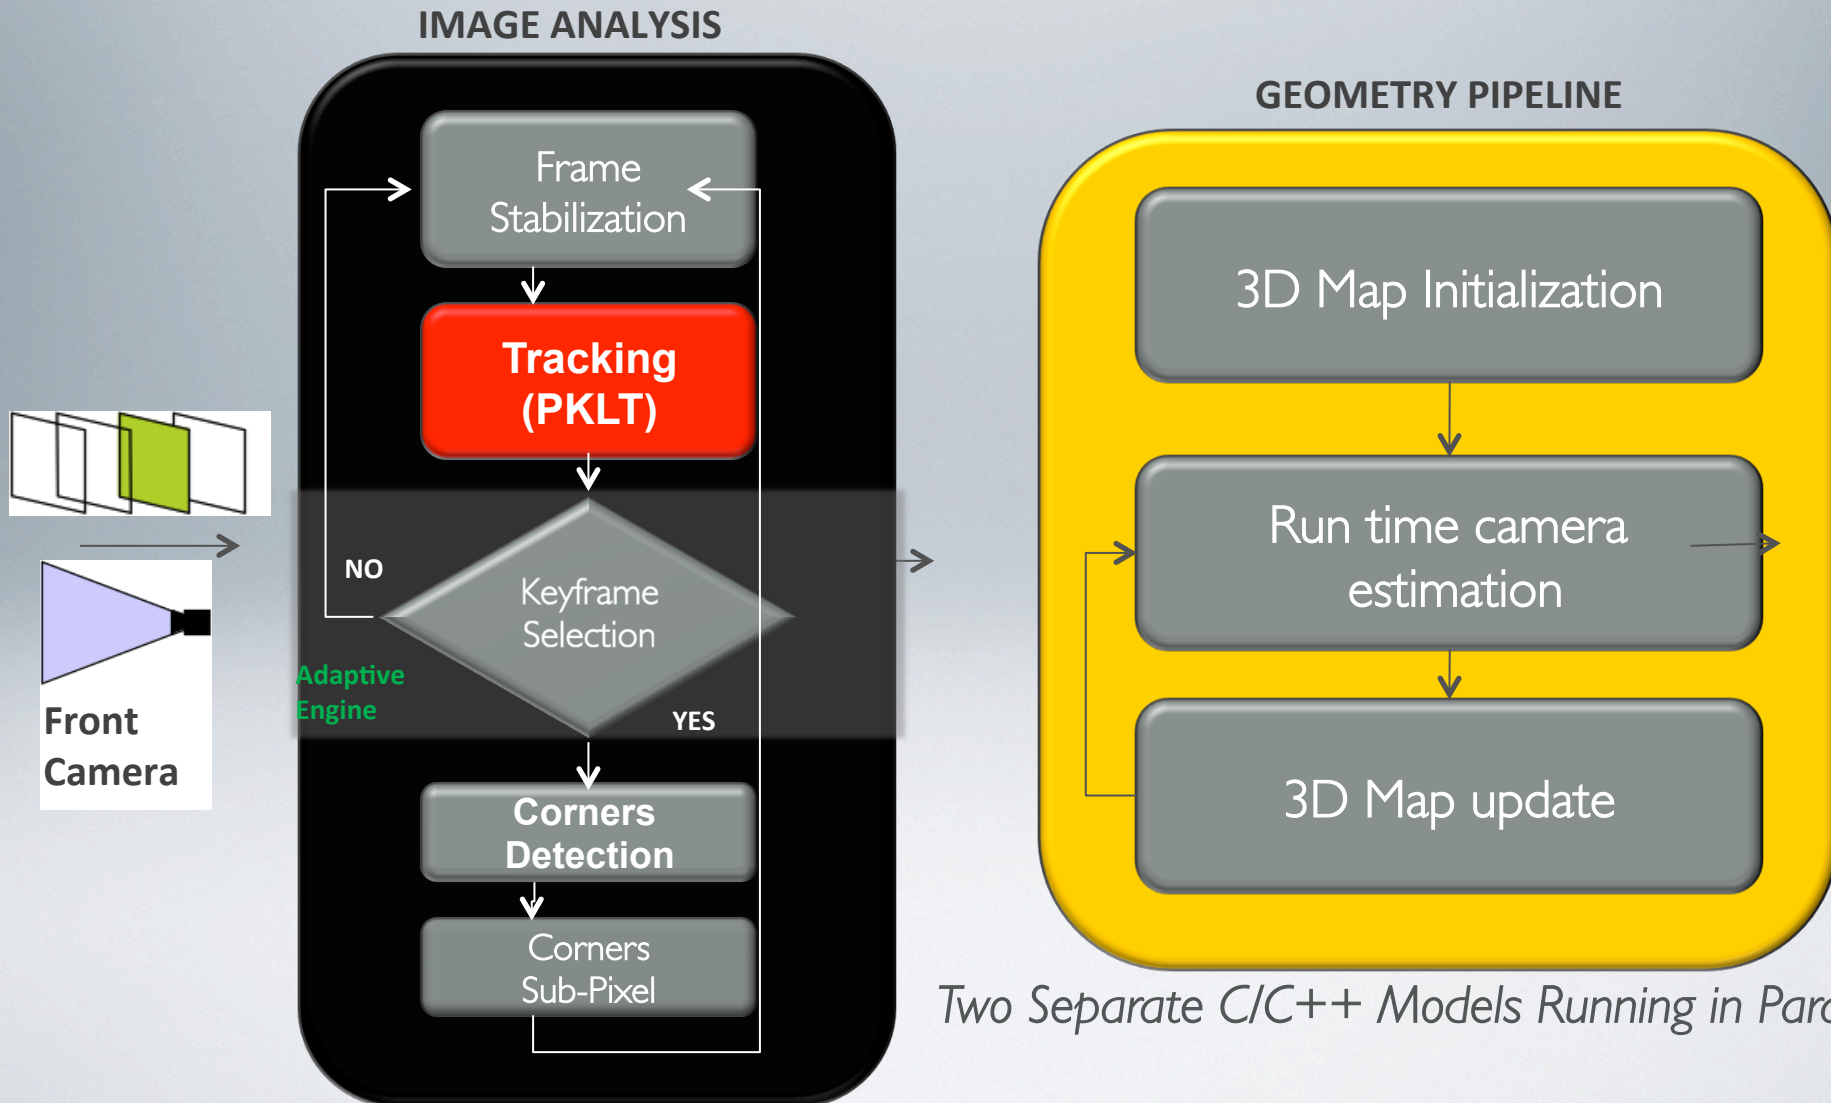 IMAGE ANALYSIS
Frame
Stabilization
Tracking
(PKLT)
NO
Keyframe
Selection
Adaptive
Engine
YES
Corners
Detection
Corners
Sub-Pixel
Front
Camera
GEOMETRY PIPELINE
3D Map Initialization
Run time camera
estimation
3D Map update
Two Separate C/C++ Models Running in